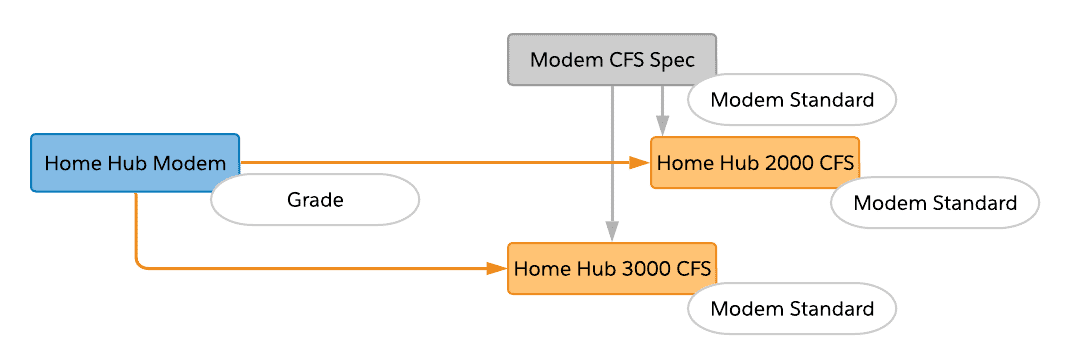 Modem CFS Spec
Modem Standard
Home Hub Modem
Home Hub 2000 CFS
Grade
Modem Standard
Home Hub 3000 CFS
Modem Standard